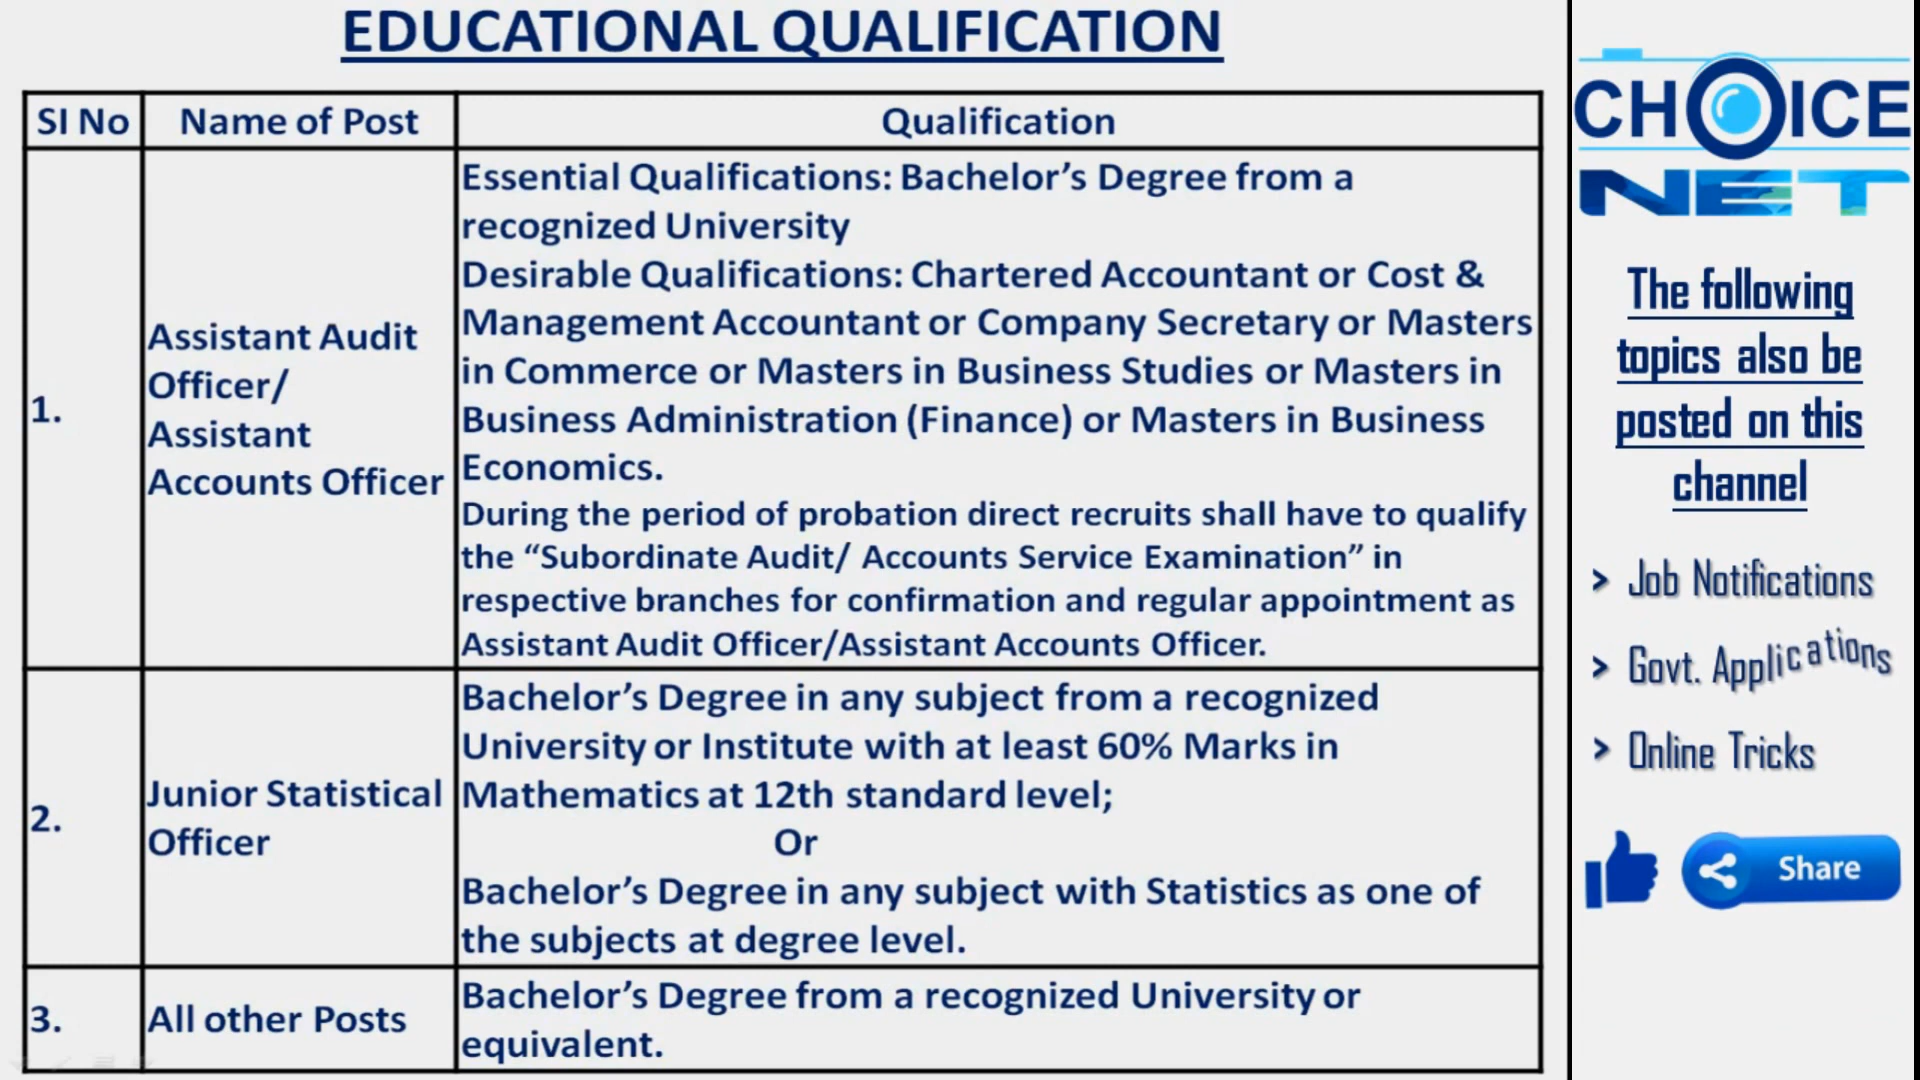 EDUCATIONAL QUALIFICATION
SI No
Name of Post
Qualification
1.
Assistant Audit
Officer/
Assistant
Accounts Officer
Essential Qualifications: Bachelor’s Degree from a
recognized University
Desirable Qualifications: Chartered Accountant or Cost &
Management Accountant or Company Secretary or Masters
in Commerce or Masters in Business Studies or Masters in
Business Administration (Finance) or Masters in Business
Economics.
During the period of probation direct recruits shall have to qualify
the “Subordinate Audit/ Accounts Service Examination” in
respective branches for confirmation and regular appointment as
Assistant Audit Officer/Assistant Accounts Officer.
2.
Junior Statistical
Officer
Bachelor’s Degree in any subject from a recognized
University or Institute with at least 60% Marks in
Mathematics at 12th standard level;
Or
Bachelor’s Degree in any subject with Statistics as one of
the subjects at degree level.
3.
All other Posts
Bachelor’s Degree from a recognized University or
equivalent.
CHOICE
NET
The following
topics also be
posted on this
channel
> Job Notifications
> Govt. Applications
> Online Tricks
Share